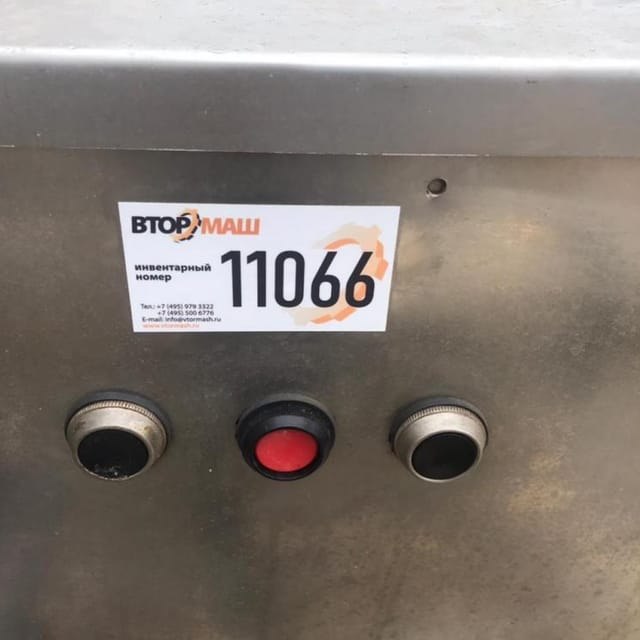 ВТОРМАШ
инвентарный
номер
11066
Тел.: +7 (495) 979 3322
+7 (495) 500 6776
E-mail: info@vtormash.ru
www.vtormash.ru